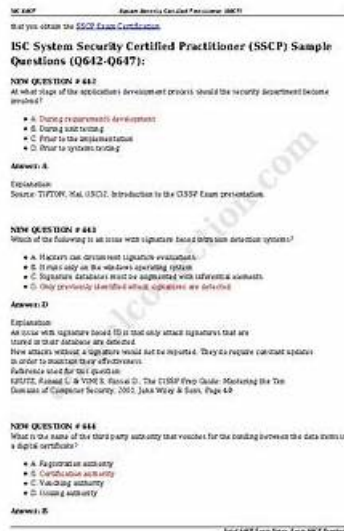 ISC SSCP
System Security Certified Practitioner (SSCP)
that you obtain the SSCP Exam Certification.
ISC System Security Certified Practitioner (SSCP) Sample
Questions (Q642-Q647):
NEW QUESTION # 642
At what stage of the applications development process should the security department become
involved?
A. During requirements development
B. During unit testing
C. Prior to the implementation
D. Prior to systems testing
Answer: A
Explanation:
Source: TIPTON, Hal, (ISC)2, Introduction to the CISSP Exam presentation.
NEW QUESTION # 643
Which of the following is an issue with signature-based intrusion detection systems?
A. Hackers can circumvent signature evaluations.
B. It runs only on the windows operating system
C. Signature databases must be augmented with inferential elements.
D. Only previously identified attack signatures are detected.
Answer: D
Explanation:
An issue with signature-based ID is that only attack signatures that are
stored in their database are detected.
New attacks without a signature would not be reported. They do require constant updates
in order to maintain their effectiveness.
Reference used for this question:
KRUTZ, Ronald L. & VINES, Russel D., The CISSP Prep Guide: Mastering the Ten
Domains of Computer Security, 2001, John Wiley & Sons, Page 49
NEW QUESTION # 644
What is the name of the third party authority that vouches for the binding between the data items in
a digital certificate?
A. Registration authority
B. Certification authority
C. Vouching authority
D. Issuing authority
Answer: B